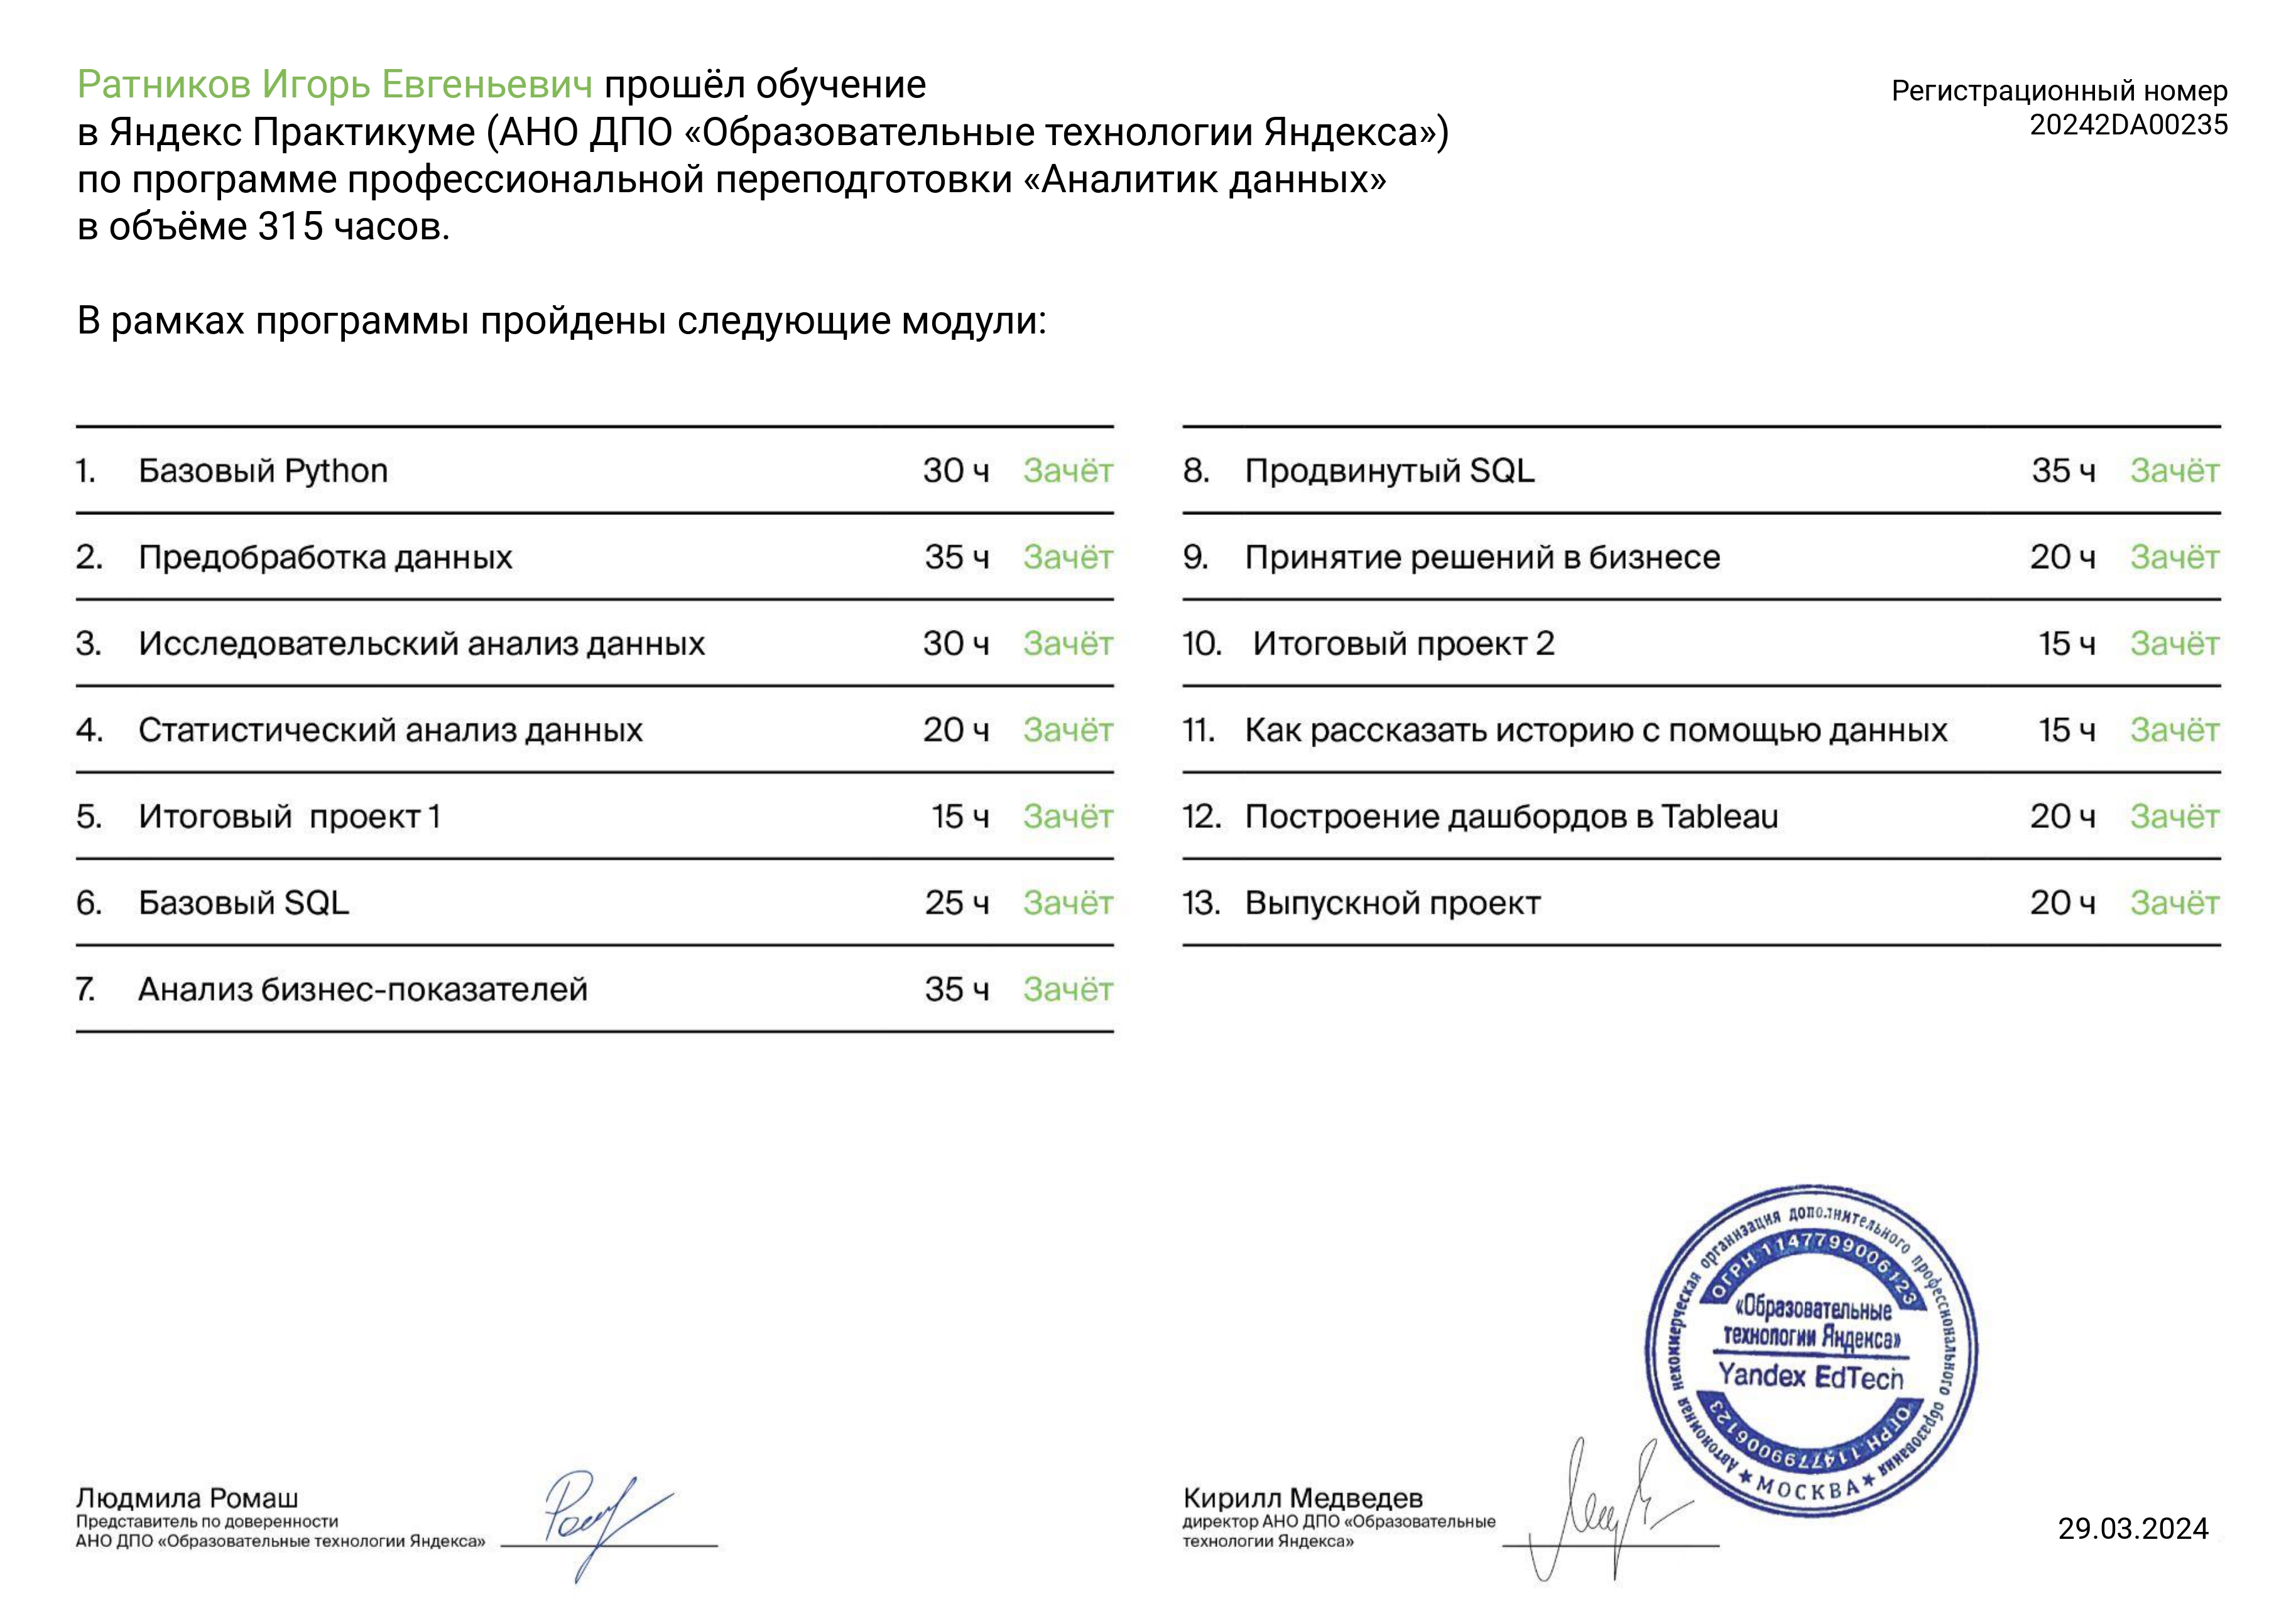 Ратников Игорь Евгеньевич прошёл обучение
в Яндекс Практикуме (АНО ДПО «Образовательные технологии Яндекса»)
по программе профессиональной переподготовки «Аналитик данных»
в объёме 315 часов.
Регистрационный номер
20242DA00235
В рамках программы пройдены следующие модули:
1. Базовый Python 30 ч Зачёт
2. Предобработка данных 35 ч Зачёт
3. Исследовательский анализ данных 30 ч Зачёт
4. Статистический анализ данных 20 ч Зачёт
5. Итоговый проект 1 15 ч Зачёт
6. Базовый SQL 25 ч Зачёт
7. Анализ бизнес-показателей 35 ч Зачёт
8. Продвинутый SQL 35 ч Зачёт
9. Принятие решений в бизнесе 20 ч Зачёт
10. Итоговый проект 2 15 ч Зачёт
11. Как рассказать историю с помощью данных 15 ч Зачёт
12. Построение дашбордов в Tableau 20 ч Зачёт
13. Выпускной проект 20 ч Зачёт
Людмила Ромаш
Представитель по доверенности
АНО ДПО «Образовательные технологии Яндекса»
Кирилл Медведев
директор АНО ДПО «Образовательные
технологии Яндекса»
Автономная некоммерческая организация дополнительного профессионального образования
ОГРН 1147799006123
«Образовательные
технологии Яндекса»
Yandex EdTech
ОГРН 1147799006123
★ МОСКВА ★
29.03.2024